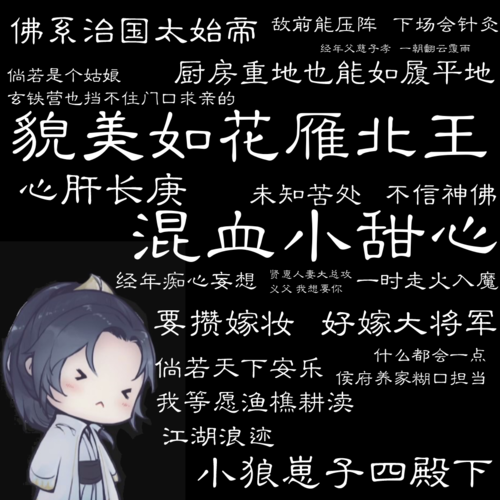 佛系治国太始帝
敌前能压阵 下场会针灸
经年父慈子孝 一朝翻云覆雨
倘若是个姑娘
厨房重地也能如履平地
玄铁营也挡不住门口求亲的
貌美如花雁北王
心肝长庚
未知苦处 不信神佛
混血小甜心
经年痴心妄想
贤惠人妻大总攻
义父 我想要你
一时走火入魔
要攒嫁妆 好嫁大将军
倘若天下安乐
什么都会一点
侯府养家糊口担当
我等愿渔樵耕渎
江湖浪迹
小狼崽子四殿下